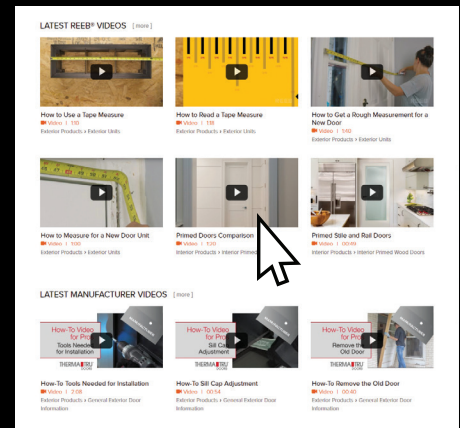 LATEST REEB® VIDEOS [ more ]
How to Use a Tape Measure
Video | 1:10
Exterior Products » Exterior Units
How to Read a Tape Measure
Video | 1:18
Exterior Products » Exterior Units
How to Get a Rough Measurement for a
New Door
Video |
Exterior Products » Exterior Units
How to Measure for a New Door Unit
Video | 1:00
Exterior Products » Exterior Units
Primed Doors Comparison
Video | 1:20
Interior Products » Interior Primed
Primed Stile and Rail Doors
Video | 00:49
Interior Products » Interior Primed Wood Doors
LATEST MANUFACTURER VIDEOS [ more ]
How-To Video
for Pro
Tools Neede
for Installation
THERMA TRU
DOORS
How-To Tools Needed for Installation
Video | 2:08
Exterior Products » General Exterior Door
Information
How-To Video
for Pro
Sill Cap
Adjustment
THERMA TRU
DOORS
How-To Sill Cap Adjustment
Video | 00:54
Exterior Products » General Exterior Door
Information
How-To Video
for Pro
Remove the
Old Door
THERMA TRU
DOORS
How-To Remove the Old Door
Video | 00:40
Exterior Products » General Exterior Door
Information